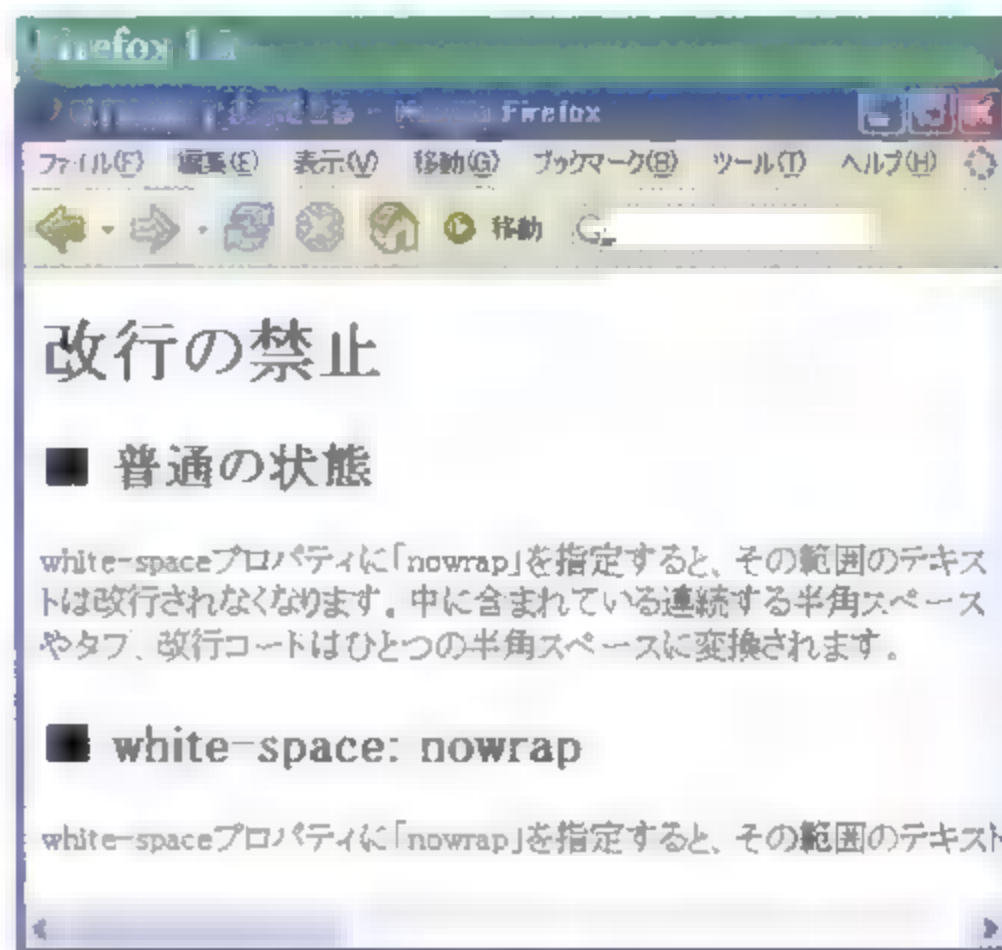 Firefox
Firefox
ファイル(F) 編集(E) 表示(V) 移動(G) ブックマーク(B) ツール(T) ヘルプ(H)
移動
改行の禁止
■ 普通の状態
white-spaceプロパティに「nowrap」を指定すると、その範囲のテキス
トは改行されなくなります。中に含まれている連続する半角スペース
やタブ、改行コードはひとつの半角スペースに変換されます。
■ white-space: nowrap
white-spaceプロパティに「nowrap」を指定すると、その範囲のテキスト